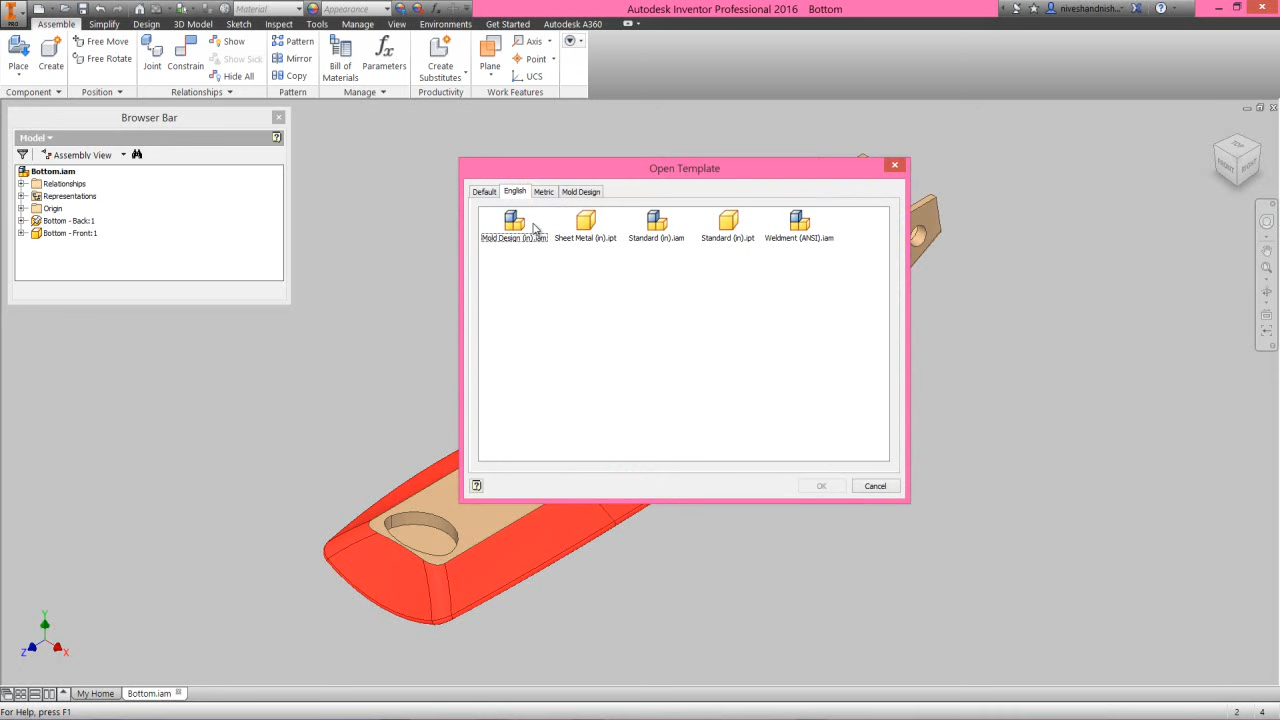 Autodesk Inventor Professional 2016 Bottom
niveshandnish...
Material
Appearance
PRO
Assemble Simplify Design 3D Model Sketch Inspect Tools Manage View Environments Get Started Autodesk A360
Place Create Free Move Free Rotate Joint Constrain Show Show Sick Hide All Pattern Mirror Copy Bill of Materials Parameters Create Substitutes Plane Axis Point UCS
Component Position Relationships Pattern Manage Productivity Work Features
Browser Bar
Model
Assembly View
Bottom.iam
Relationships
Representations
Origin
Bottom - Back:1
Bottom - Front:1
Open Template
Default English Metric Mold Design
Mold Design (in).iam Sheet Metal (in).ipt Standard (in).iam Standard (in).ipt Weldment (ANSI).iam
OK Cancel
TOP
FRONT RIGHT
Y
Z X
My Home Bottom.iam
For Help, press F1 2 4